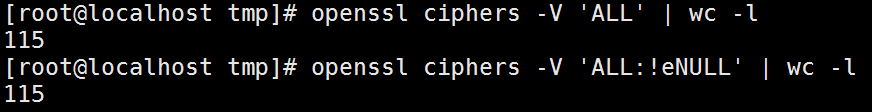 [root@localhost tmp]# openssl ciphers -V 'ALL' | wc -l
115
[root@localhost tmp]# openssl ciphers -V 'ALL:!eNULL' | wc -l
115